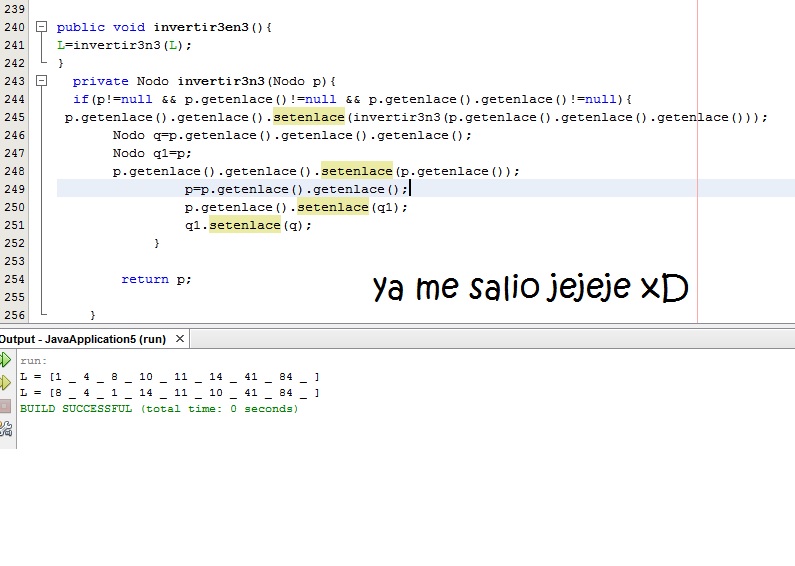 239
240 public void invertir3en3(){
241 L=invertir3n3(L);
242 }
243 private Nodo invertir3n3(Nodo p){
244 if(p!=null && p.getenlace()!=null && p.getenlace().getenlace()!=null){
245 p.getenlace().getenlace().setenlace(invertir3n3(p.getenlace().getenlace().getenlace()));
246 Nodo q=p.getenlace().getenlace().getenlace();
247 Nodo q1=p;
248 p.getenlace().getenlace().setenlace(p.getenlace());
249 p=p.getenlace().getenlace();
250 p.getenlace().setenlace(q1);
251 q1.setenlace(q);
252 }
253
254 return p;
ya me salio jejeje xD
255
256 }
Output - JavaApplication5 (run) ×
run:
L = [1 _ 4 _ 8 _ 10 _ 11 _ 14 _ 41 _ 84 _ ]
L = [8 _ 4 _ 1 _ 14 _ 11 _ 10 _ 41 _ 84 _ ]
BUILD SUCCESSFUL (total time: 0 seconds)